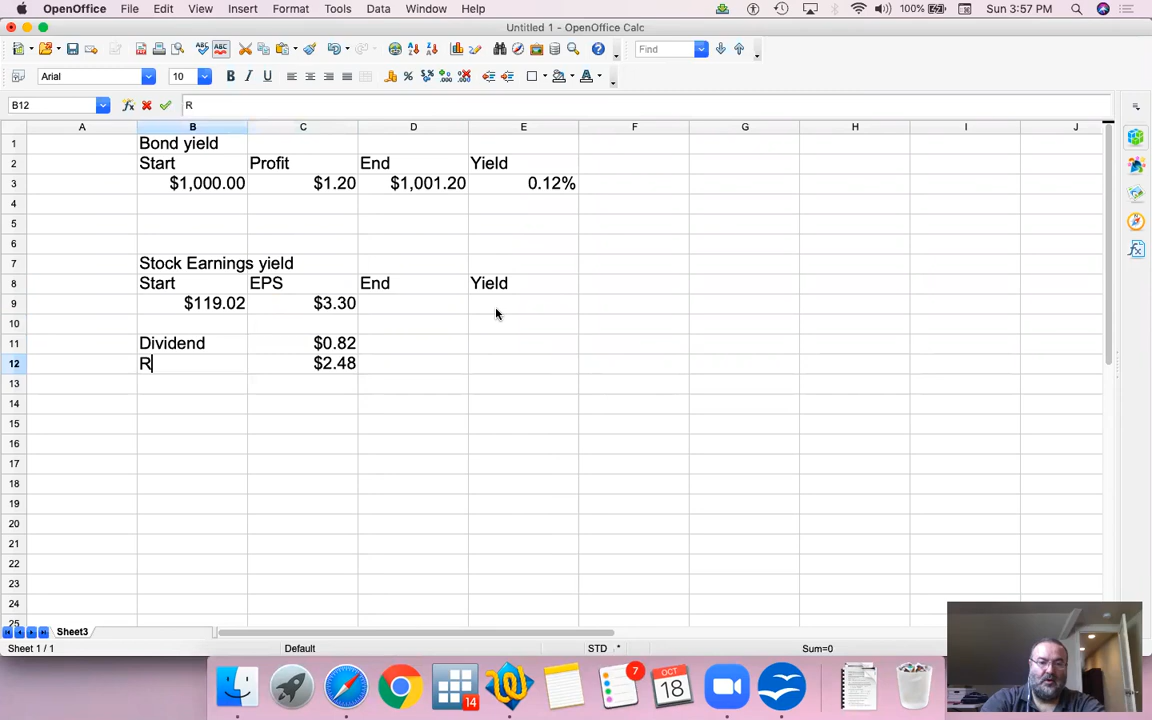 OpenOffice File Edit View Insert Format Tools Data Window Help 100% Sun 3:57 PM
Untitled 1 - OpenOffice Calc
Find
Arial 10
B12 R
A B C D E F G H I J
1 Bond yield
2 Start Profit End Yield
3 $1,000.00 $1.20 $1,001.20 0.12%
4
5
6
7 Stock Earnings yield
8 Start EPS End Yield
9 $119.02 $3.30
10
11 Dividend $0.82
12 R $2.48
13
14
15
16
17
18
19
20
21
22
23
24
25
Sheet3
Sheet 1 / 1 Default STD * Sum=0
14 7 OCT 18